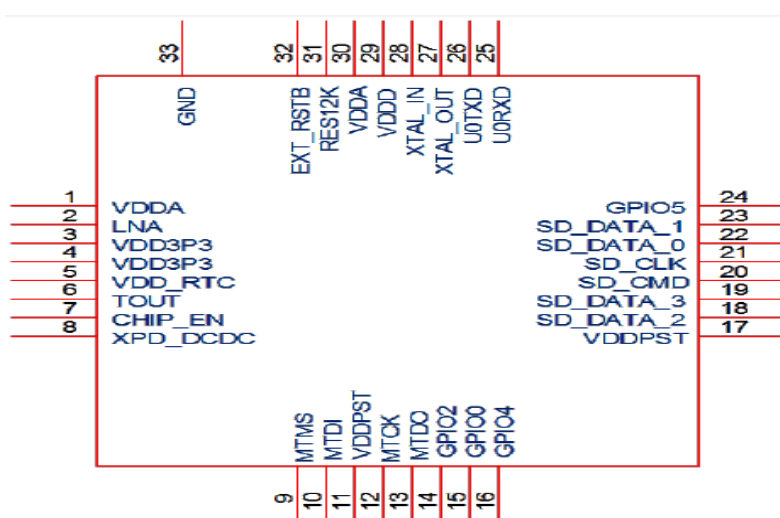 33 32 31 30 29 28 27 26 25
GND EXT_RSTB RES12K VDDA VDDD XTAL_IN XTAL_OUT U0TXD U0RXD
1 VDDA
2 LNA
3 VDD3P3
4 VDD3P3
5 VDD_RTC
6 TOUT
7 CHIP_EN
8 XPD_DCDC
GPIO5 24
SD_DATA_1 23
SD_DATA_0 22
SD_CLK 21
SD_CMD 20
SD_DATA_3 19
SD_DATA_2 18
VDDPST 17
MTMS MTDI VDDPST MTCK MTDO GPIO2 GPIO0 GPIO4
9 10 11 12 13 14 15 16